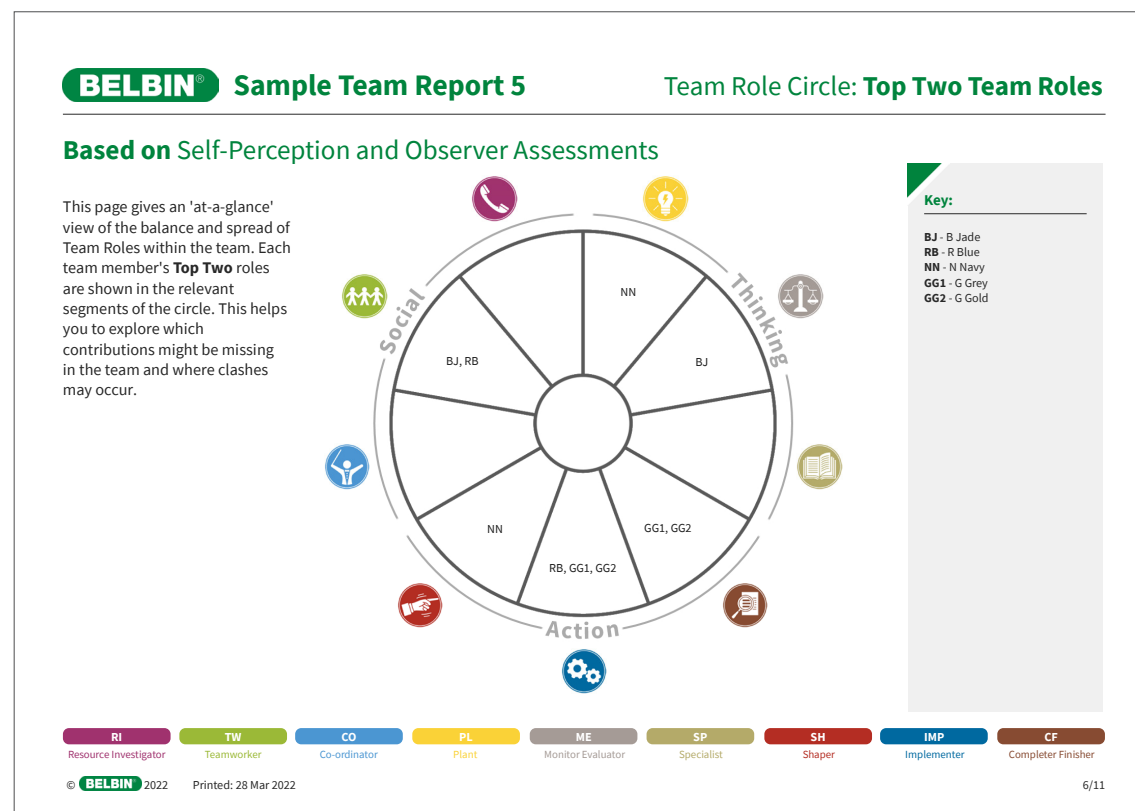 BELBIN® Sample Team Report 5
Team Role Circle: Top Two Team Roles
Based on Self-Perception and Observer Assessments
This page gives an 'at-a-glance'
view of the balance and spread of
Team Roles within the team. Each
team member's Top Two roles
are shown in the relevant
segments of the circle. This helps
you to explore which
contributions might be missing
in the team and where clashes
may occur.
Social
Thinking
Action
NN
BJ, RB
BJ
NN
GG1, GG2
RB, GG1, GG2
Key:
BJ - B Jade
RB - R Blue
NN - N Navy
GG1 - G Grey
GG2 - G Gold
RI
Resource Investigator
TW
Teamworker
CO
Co-ordinator
PL
Plant
ME
Monitor Evaluator
SP
Specialist
SH
Shaper
IMP
Implementer
CF
Completer Finisher
© BELBIN® 2022 Printed: 28 Mar 2022
6/11